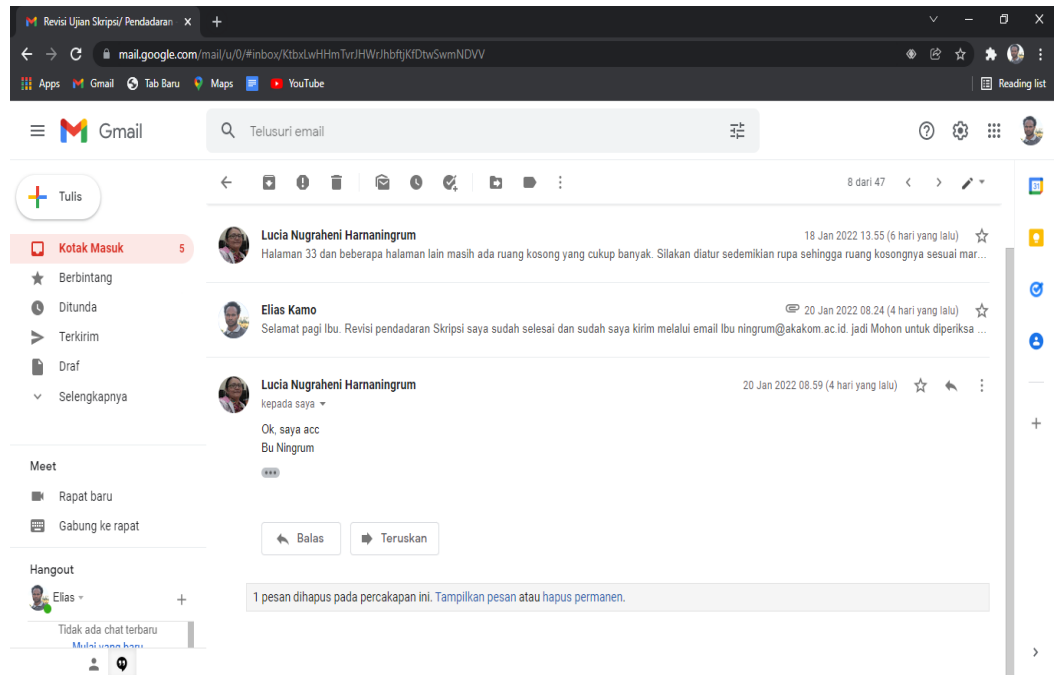 Revisi Ujian Skripsi/ Pendadaran
mail.google.com/mail/u/0/#inbox/KtbxLwHHmTvrJHWrJhbftjKfDtwSwmNDVV
Apps Gmail Tab Baru Maps YouTube Reading list
Gmail
Telusuri email
Tulis
8 dari 47
31
Kotak Masuk 5
Berbintang
Ditunda
Terkirim
Draf
Selengkapnya
Lucia Nugraheni Harnaningrum 18 Jan 2022 13.55 (6 hari yang lalu)
Halaman 33 dan beberapa halaman lain masih ada ruang kosong yang cukup banyak. Silakan diatur sedemikian rupa sehingga ruang kosongnya sesuai mar...
Elias Kamo 20 Jan 2022 08.24 (4 hari yang lalu)
Selamat pagi Ibu. Revisi pendadaran Skripsi saya sudah selesai dan sudah saya kirim melalui email Ibu ningrum@akakom.ac.id. jadi Mohon untuk diperiksa ...
Lucia Nugraheni Harnaningrum 20 Jan 2022 08.59 (4 hari yang lalu)
kepada saya
Ok, saya acc
Bu Ningrum
Balas
Teruskan
1 pesan dihapus pada percakapan ini. Tampilkan pesan atau hapus permanen.
Meet
Rapat baru
Gabung ke rapat
Hangout
Elias
Tidak ada chat terbaru
Mulai yang baru